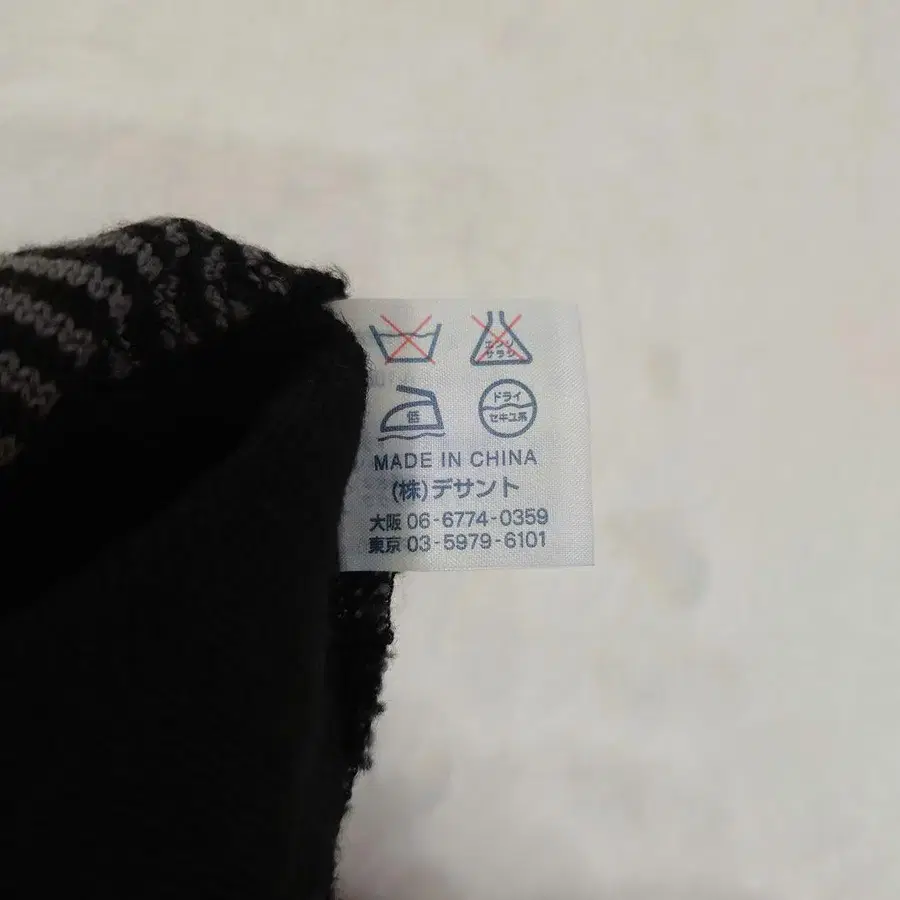 エンソ
サラシ
低
ドライ
セキユ系
MADE IN CHINA
(株)デサント
大阪 06-6774-0359
東京 03-5979-6101